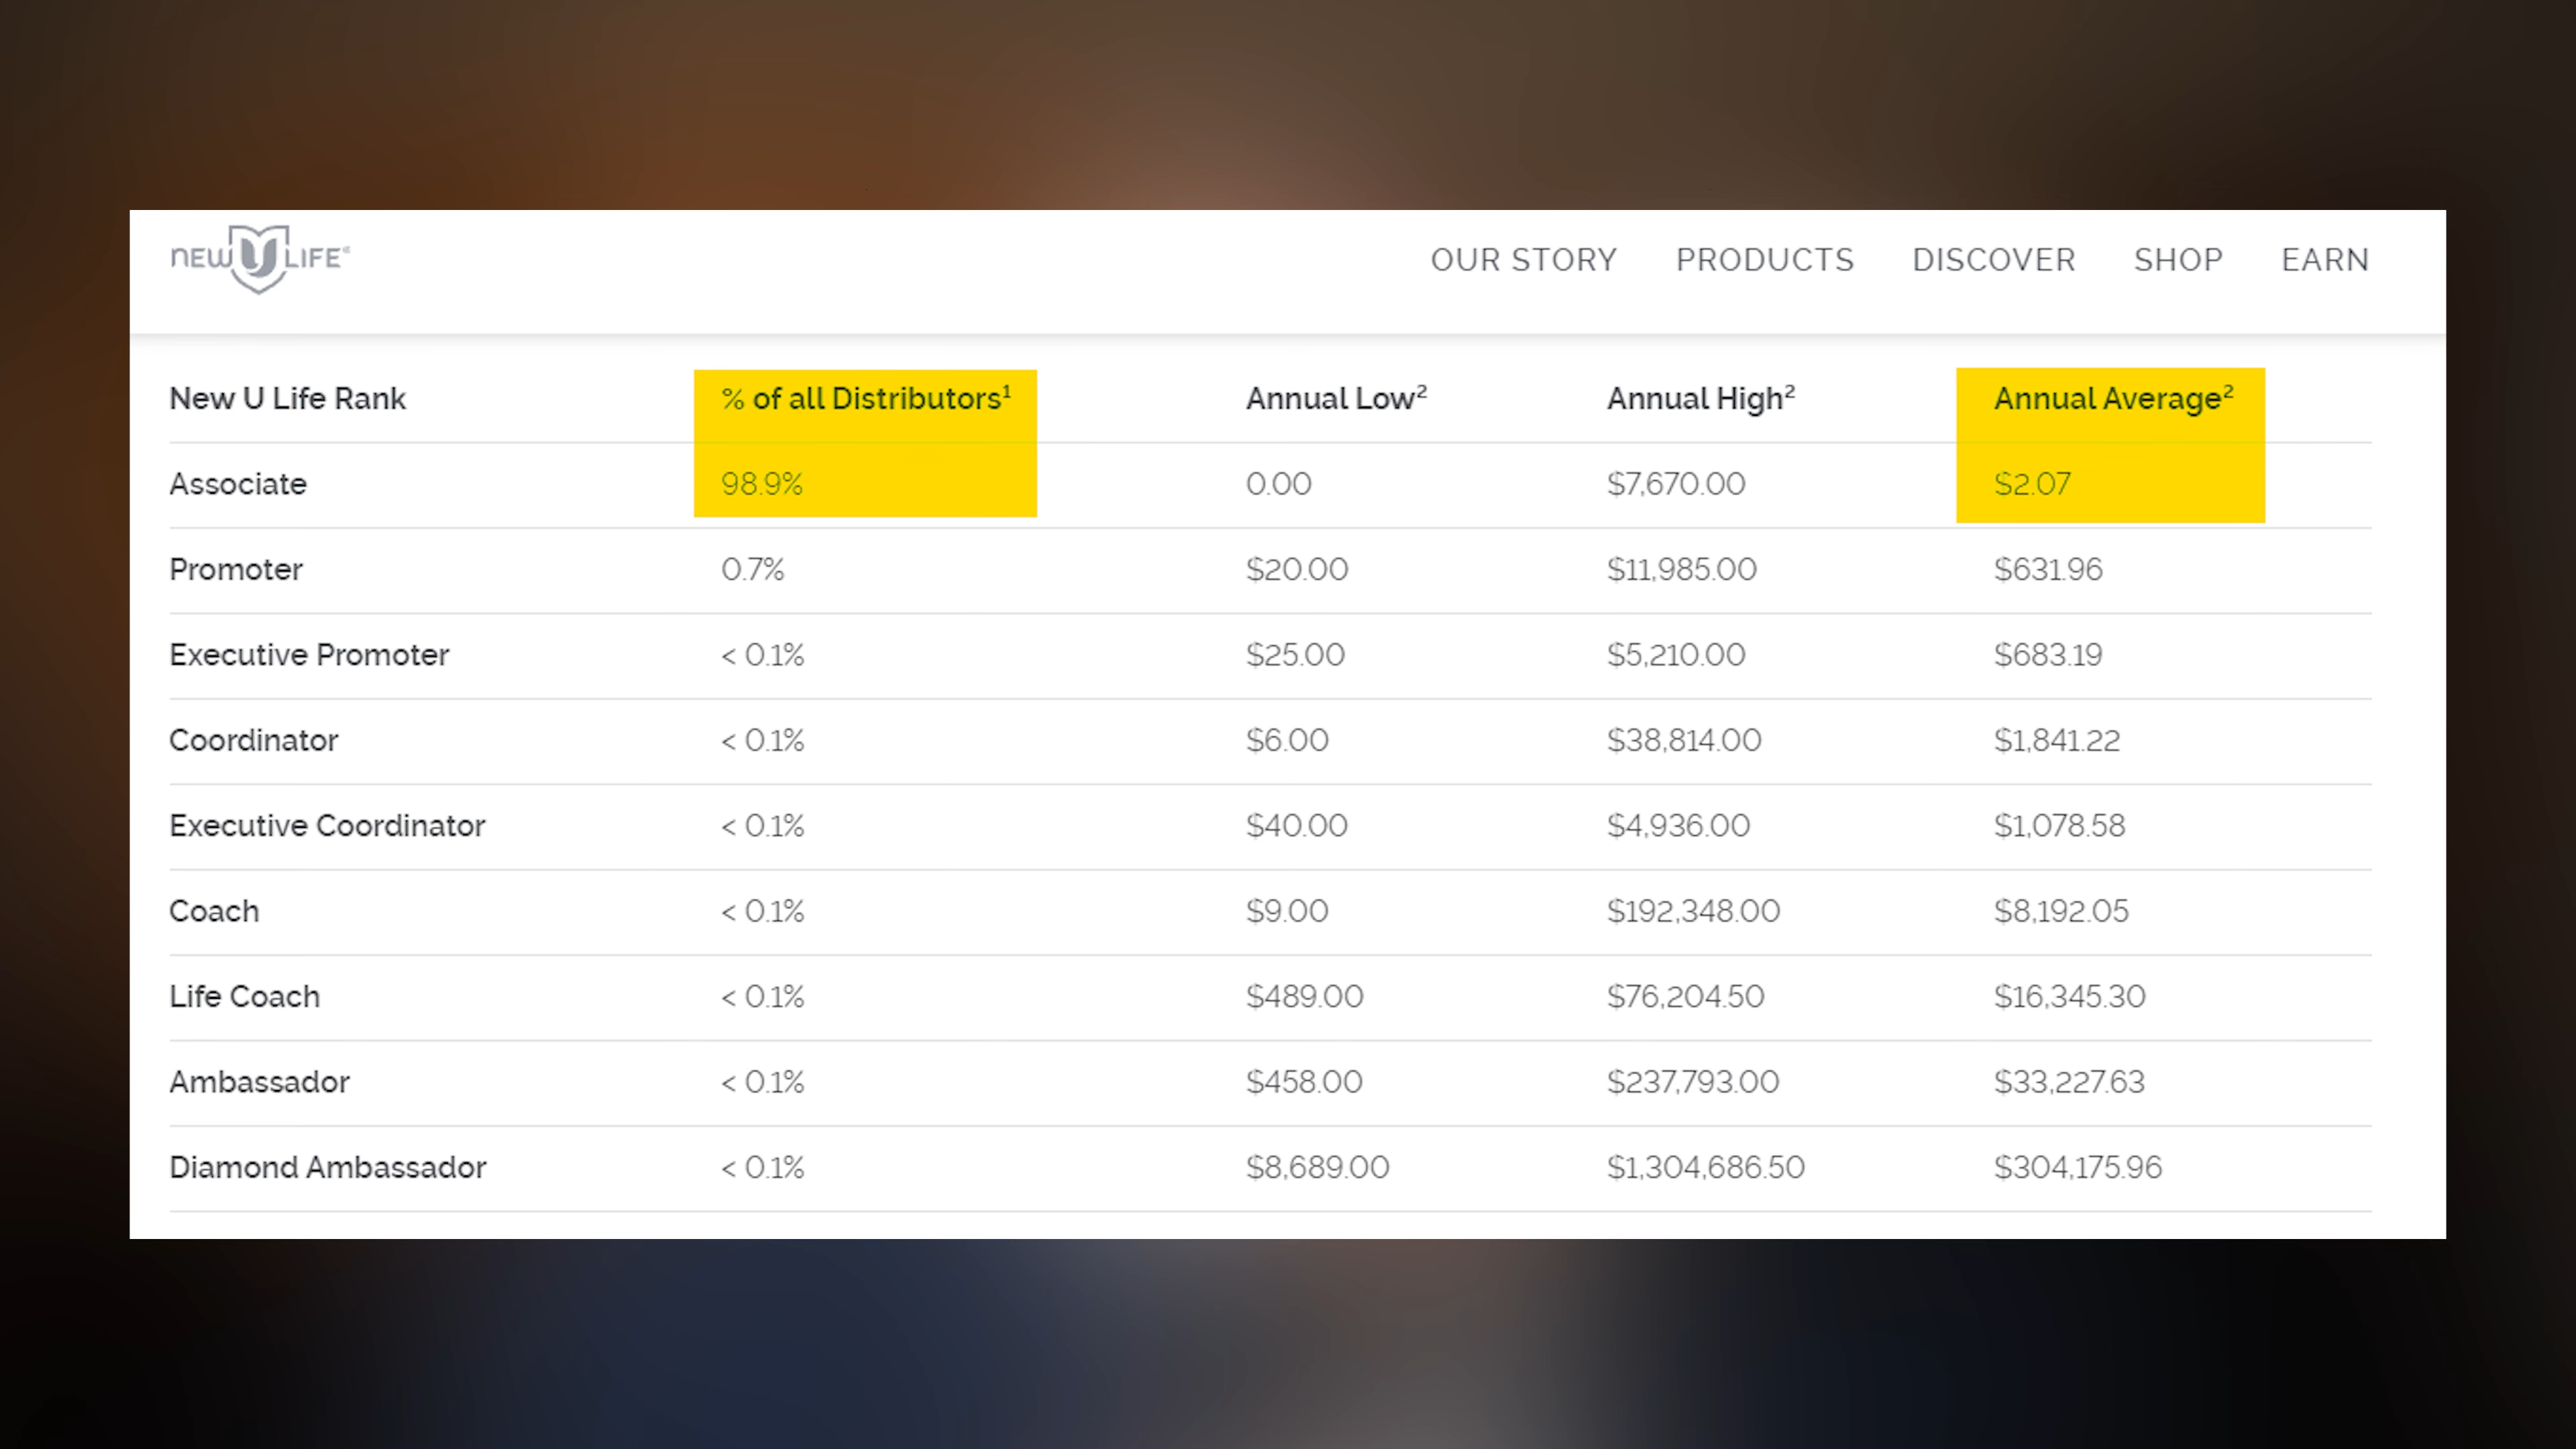 NEW U LIFE
OUR STORY PRODUCTS DISCOVER SHOP EARN
New U Life Rank % of all Distributors¹ Annual Low² Annual High² Annual Average²
Associate 98.9% 0.00 $7,670.00 $2.07
Promoter 0.7% $20.00 $11,985.00 $631.96
Executive Promoter < 0.1% $25.00 $5,210.00 $683.19
Coordinator < 0.1% $6.00 $38,814.00 $1,841.22
Executive Coordinator < 0.1% $40.00 $4,936.00 $1,078.58
Coach < 0.1% $9.00 $192,348.00 $8,192.05
Life Coach < 0.1% $489.00 $76,204.50 $16,345.30
Ambassador < 0.1% $458.00 $237,793.00 $33,227.63
Diamond Ambassador < 0.1% $8,689.00 $1,304,686.50 $304,175.96